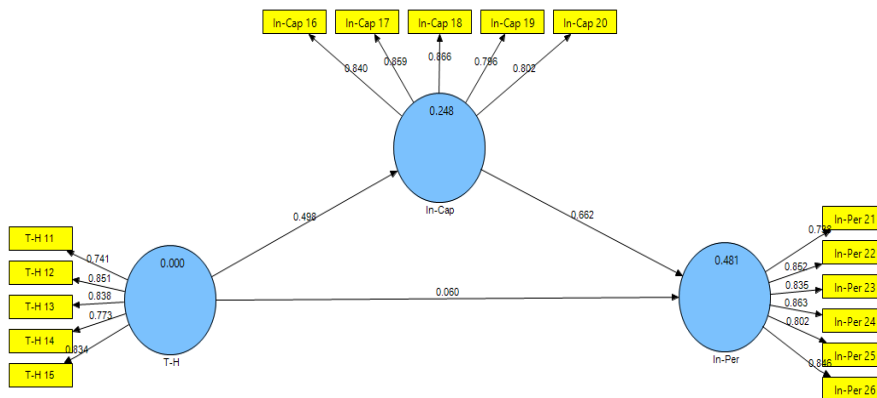 In-Cap 16
In-Cap 17
In-Cap 18
In-Cap 19
In-Cap 20
0.840
0.859
0.866
0.796
0.802
0.248
In-Cap
0.498
0.662
T-H 11
T-H 12
T-H 13
T-H 14
T-H 15
0.741
0.851
0.838
0.773
0.834
0.000
T-H
0.060
0.481
In-Per
In-Per 21
In-Per 22
In-Per 23
In-Per 24
In-Per 25
In-Per 26
0.852
0.835
0.863
0.802
0.846